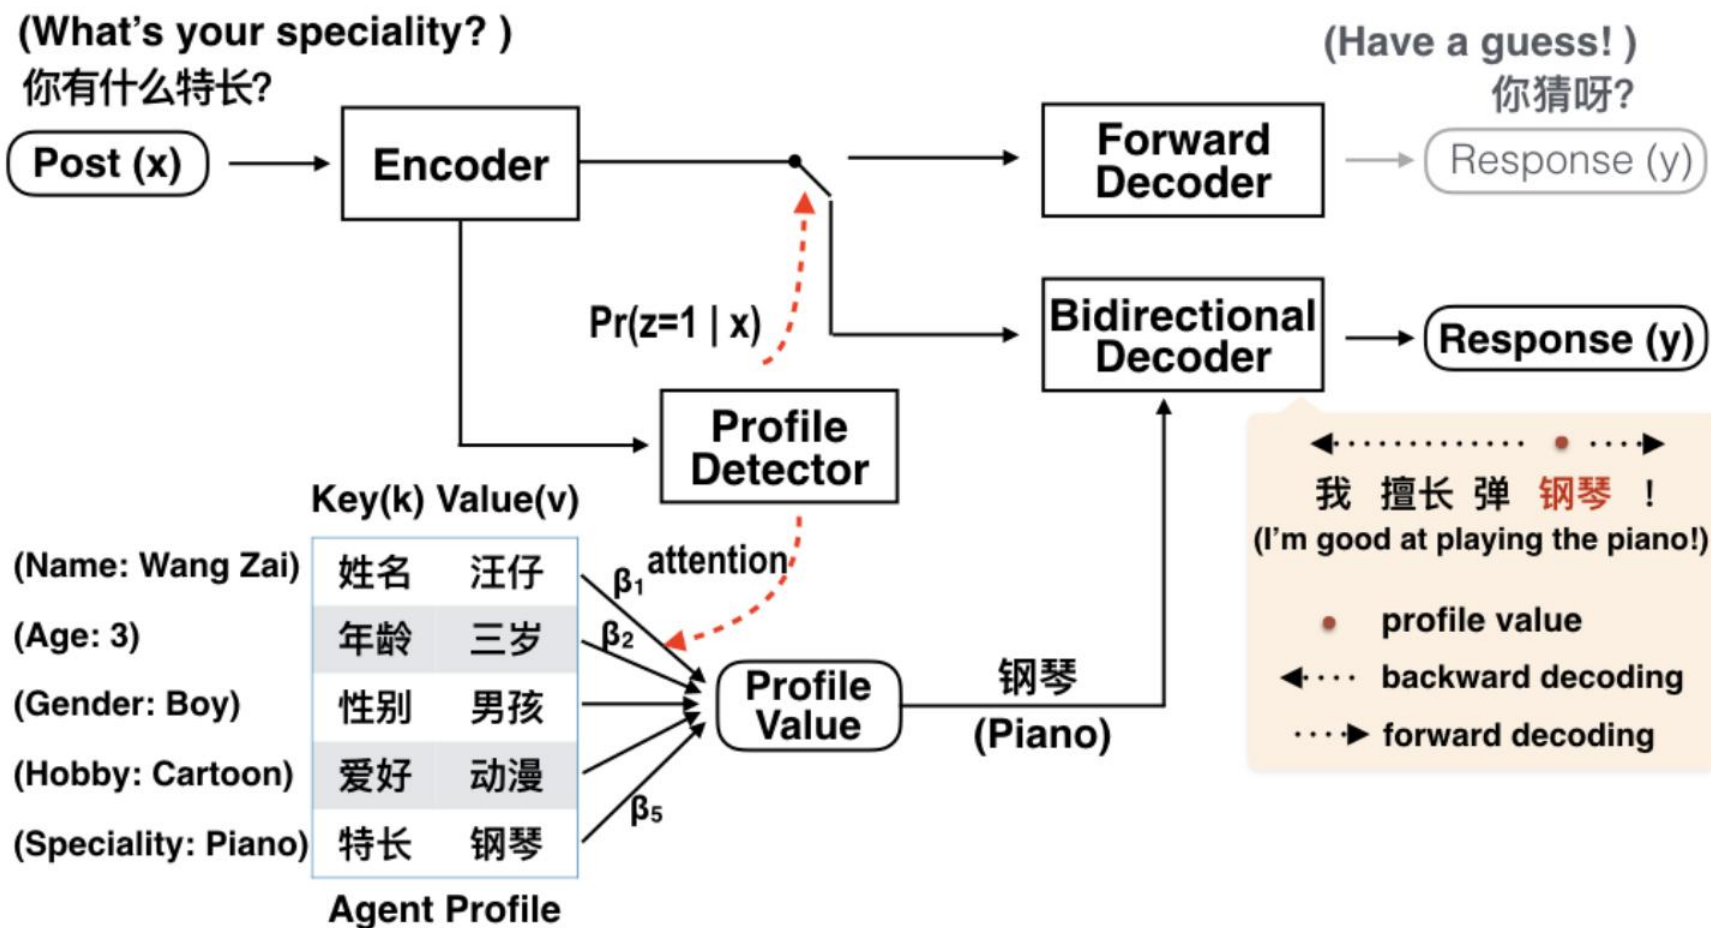 (What's your speciality? )
你有什么特长?
Post (x)
Encoder
Forward
Decoder
(Have a guess! )
你猜呀?
Response (y)
Pr(z=1 | x)
Bidirectional
Decoder
Response (y)
Profile
Detector
attention
Key(k) Value(v)
(Name: Wang Zai) 姓名 汪仔
(Age: 3) 年龄 三岁
(Gender: Boy) 性别 男孩
(Hobby: Cartoon) 爱好 动漫
(Speciality: Piano) 特长 钢琴
Agent Profile
β1
β2
β5
Profile
Value
钢琴
(Piano)
我 擅长 弹 钢琴 !
(I'm good at playing the piano!)
profile value
backward decoding
forward decoding